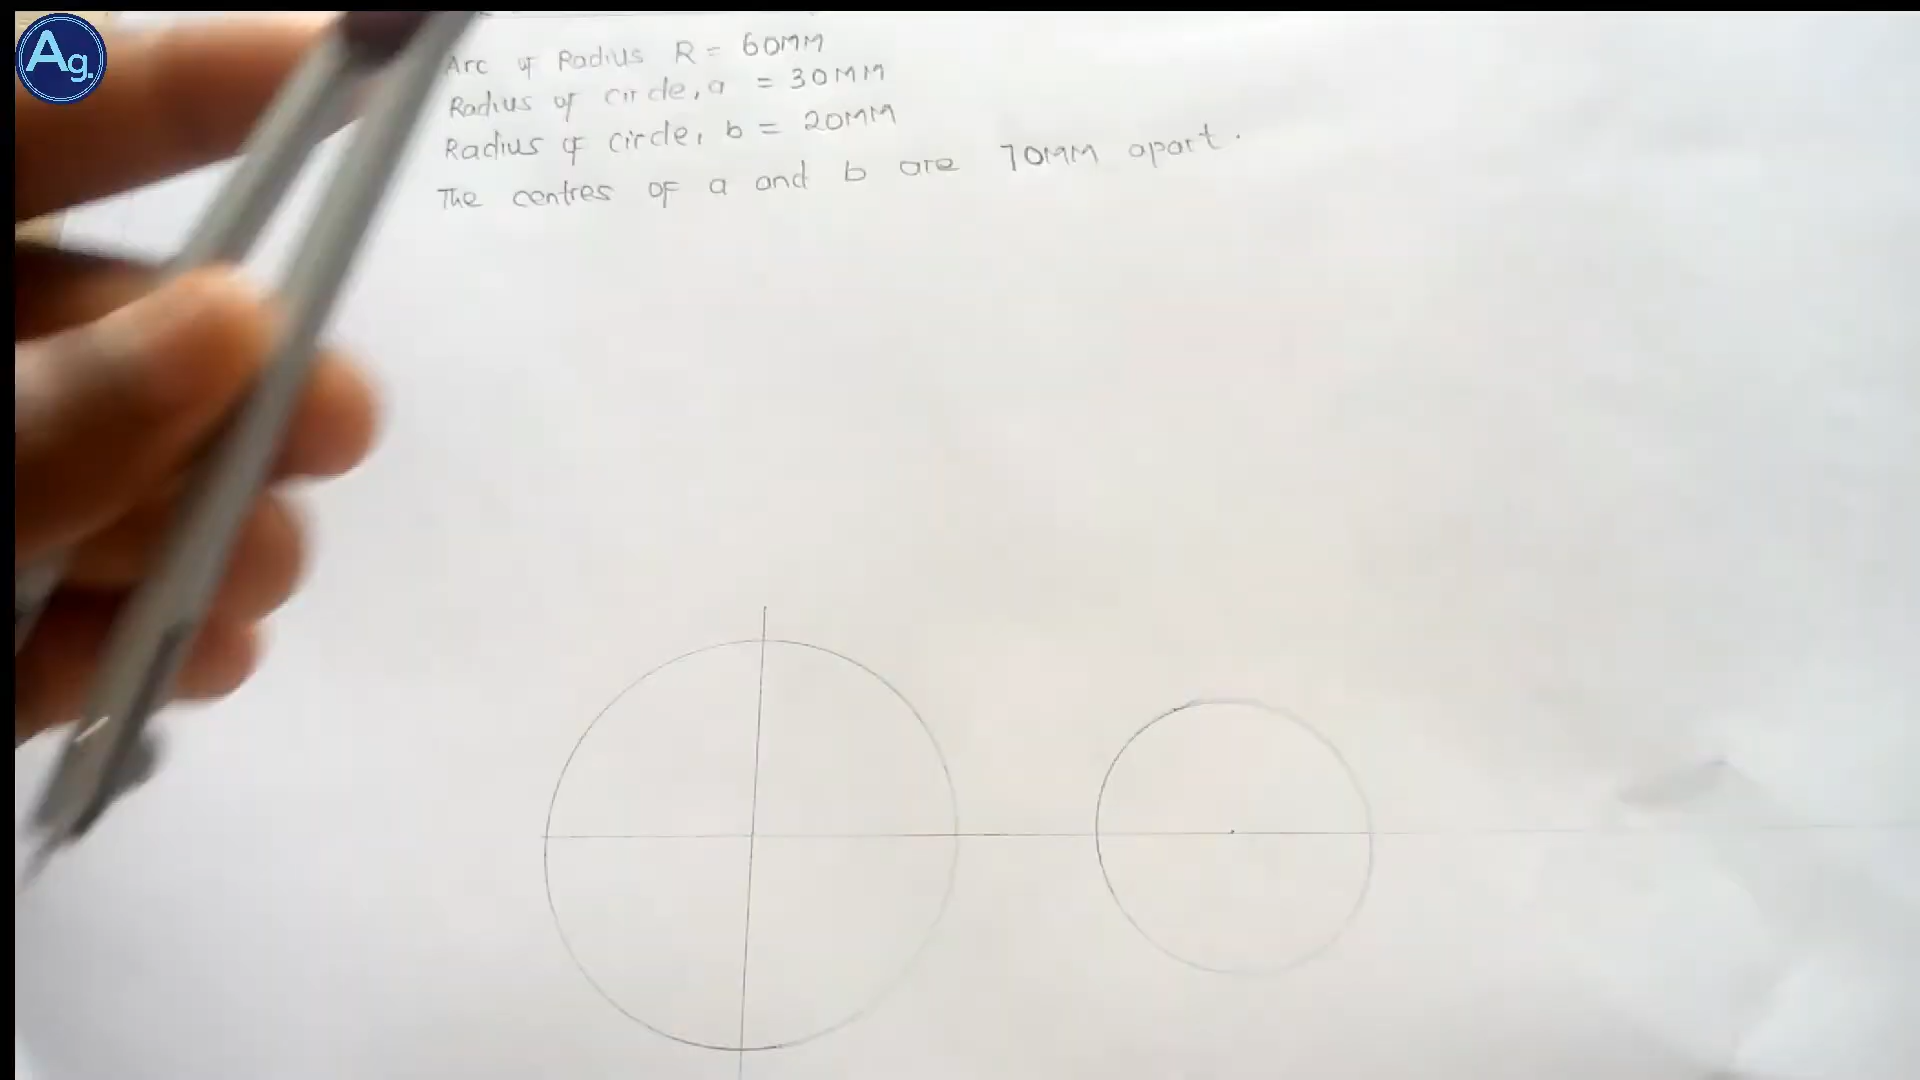 Ag.
Arc of Radius R = 60MM
Radius of circle, a = 30MM
Radius of circle, b = 20MM
The centres of a and b are 70MM apart.